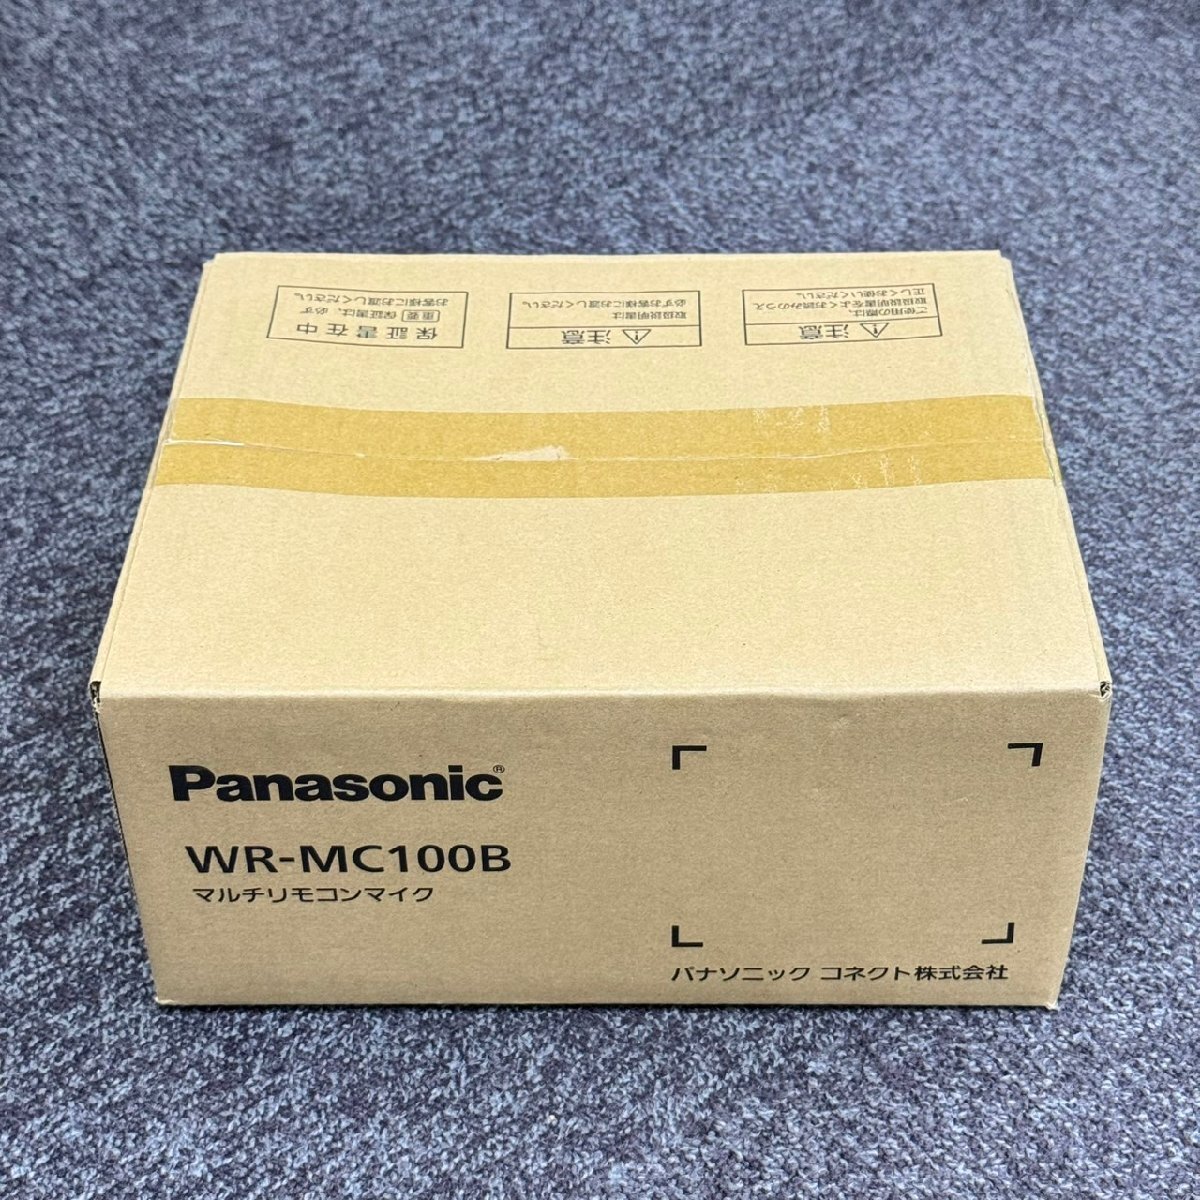 保証書在中
重要 保証書は、必ず
お客様にお渡しください。
注意
取扱説明書は
必ずお客様にお渡しください。
注意
ご使用の際は、
取扱説明書をよくお読みのうえ
正しくお使いください。
Panasonic®
WR-MC100B
マルチリモコンマイク
パナソニック コネクト株式会社